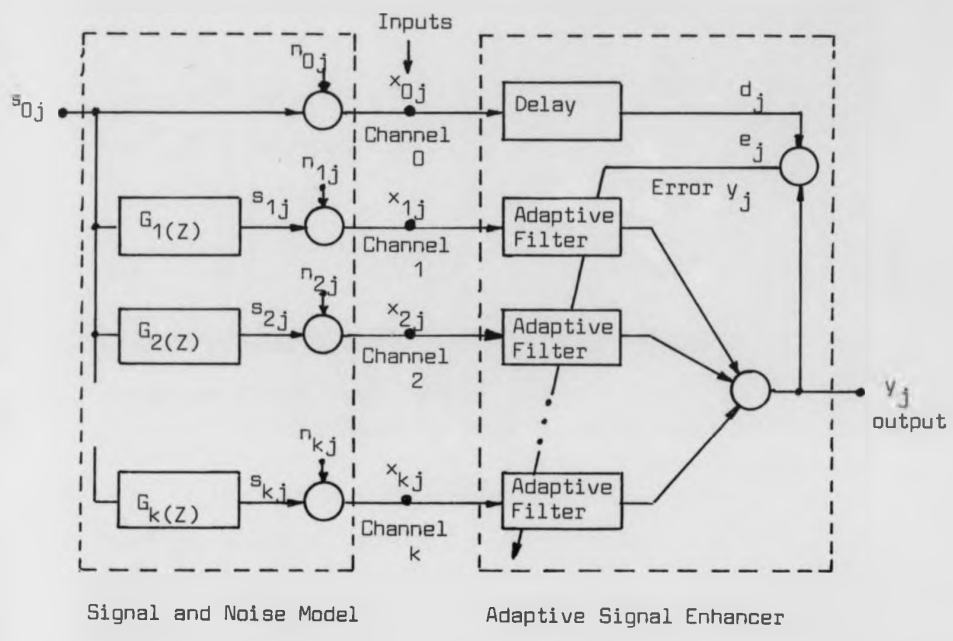 Inputs
n0j
x0j
s0j
Delay
dj
Channel
0
ej
Error yj
n1j
G1(Z)
s1j
x1j
Channel
1
Adaptive
Filter
n2j
G2(Z)
s2j
x2j
Channel
2
Adaptive
Filter
yj
output
nkj
Gk(Z)
skj
xkj
Channel
k
Adaptive
Filter
Signal and Noise Model
Adaptive Signal Enhancer